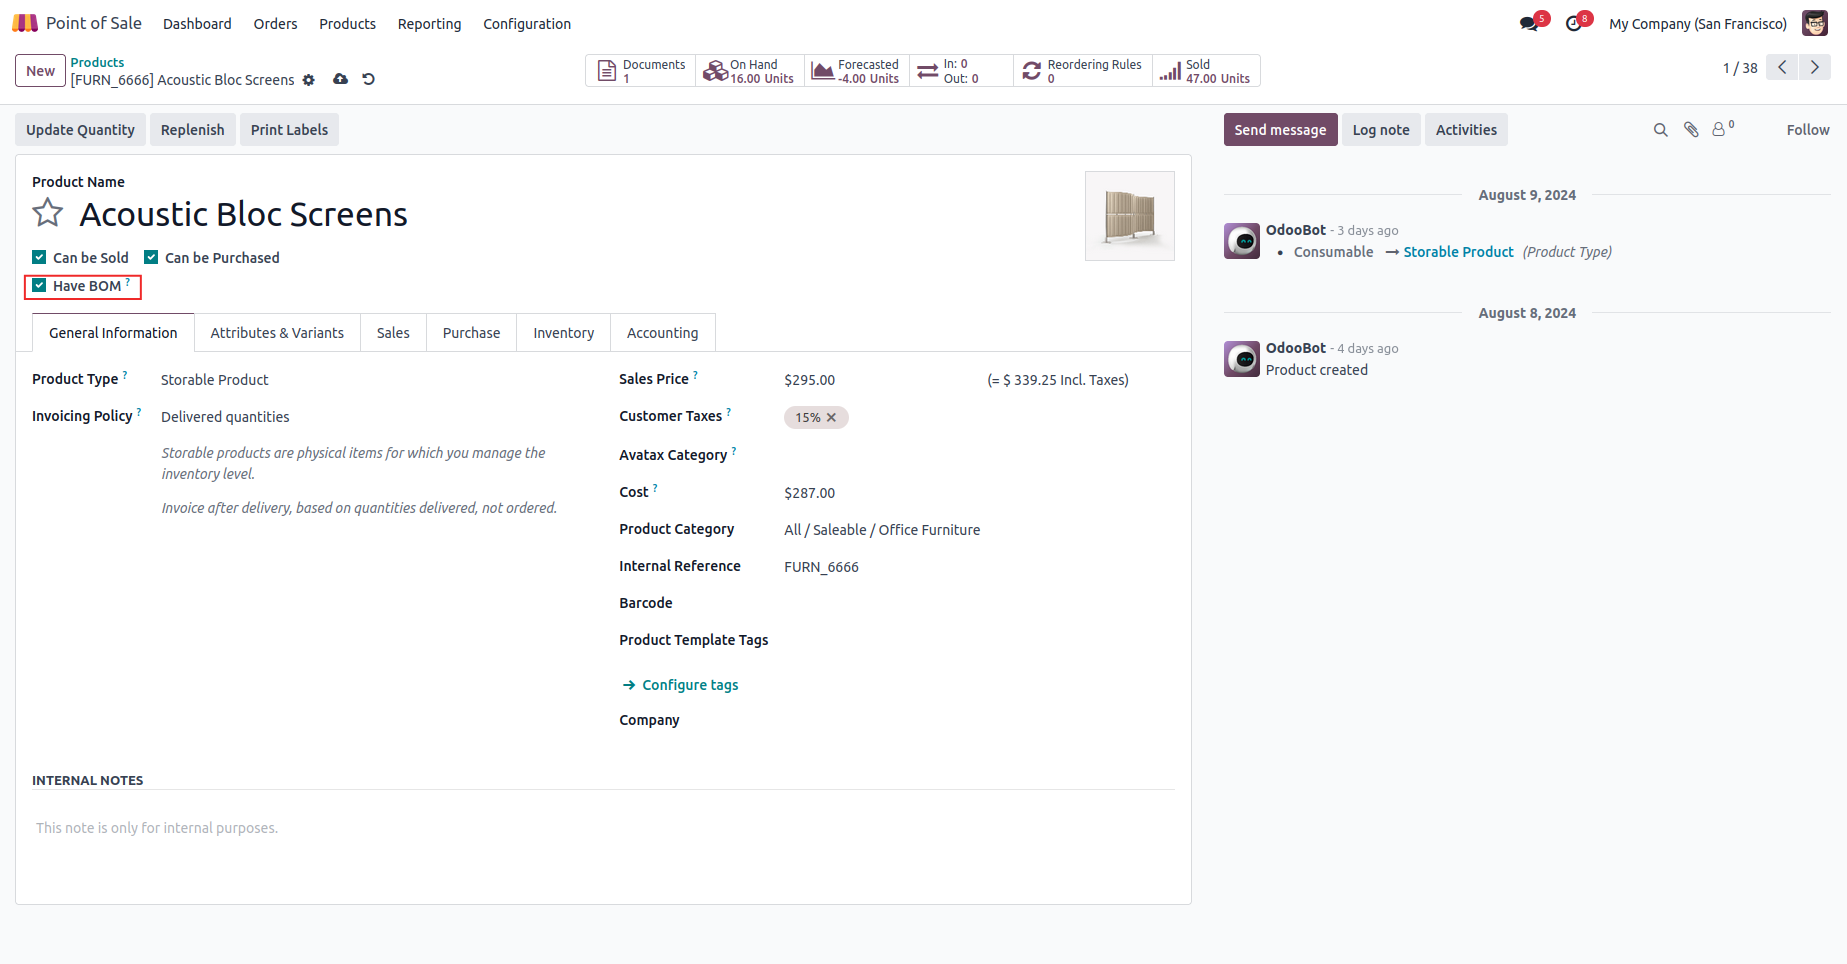 Point of Sale Dashboard Orders Products Reporting Configuration 5 8 My Company (San Francisco)
New Products
[FURN_6666] Acoustic Bloc Screens
Documents
1
On Hand
16.00 Units
Forecasted
-4.00 Units
In: 0
Out: 0
Reordering Rules
0
Sold
47.00 Units
1 / 38
Update Quantity Replenish Print Labels
Send message Log note Activities 0 Follow
Product Name
Acoustic Bloc Screens
Can be Sold Can be Purchased
Have BOM ?
General Information Attributes & Variants Sales Purchase Inventory Accounting
Product Type ? Storable Product
Invoicing Policy ? Delivered quantities
Storable products are physical items for which you manage the
inventory level.
Invoice after delivery, based on quantities delivered, not ordered.
Sales Price ? $295.00 (= $ 339.25 Incl. Taxes)
Customer Taxes ? 15%
Avatax Category ?
Cost ? $287.00
Product Category All / Saleable / Office Furniture
Internal Reference FURN_6666
Barcode
Product Template Tags
Configure tags
Company
INTERNAL NOTES
This note is only for internal purposes.
August 9, 2024
OdooBot - 3 days ago
• Consumable → Storable Product (Product Type)
August 8, 2024
OdooBot - 4 days ago
Product created